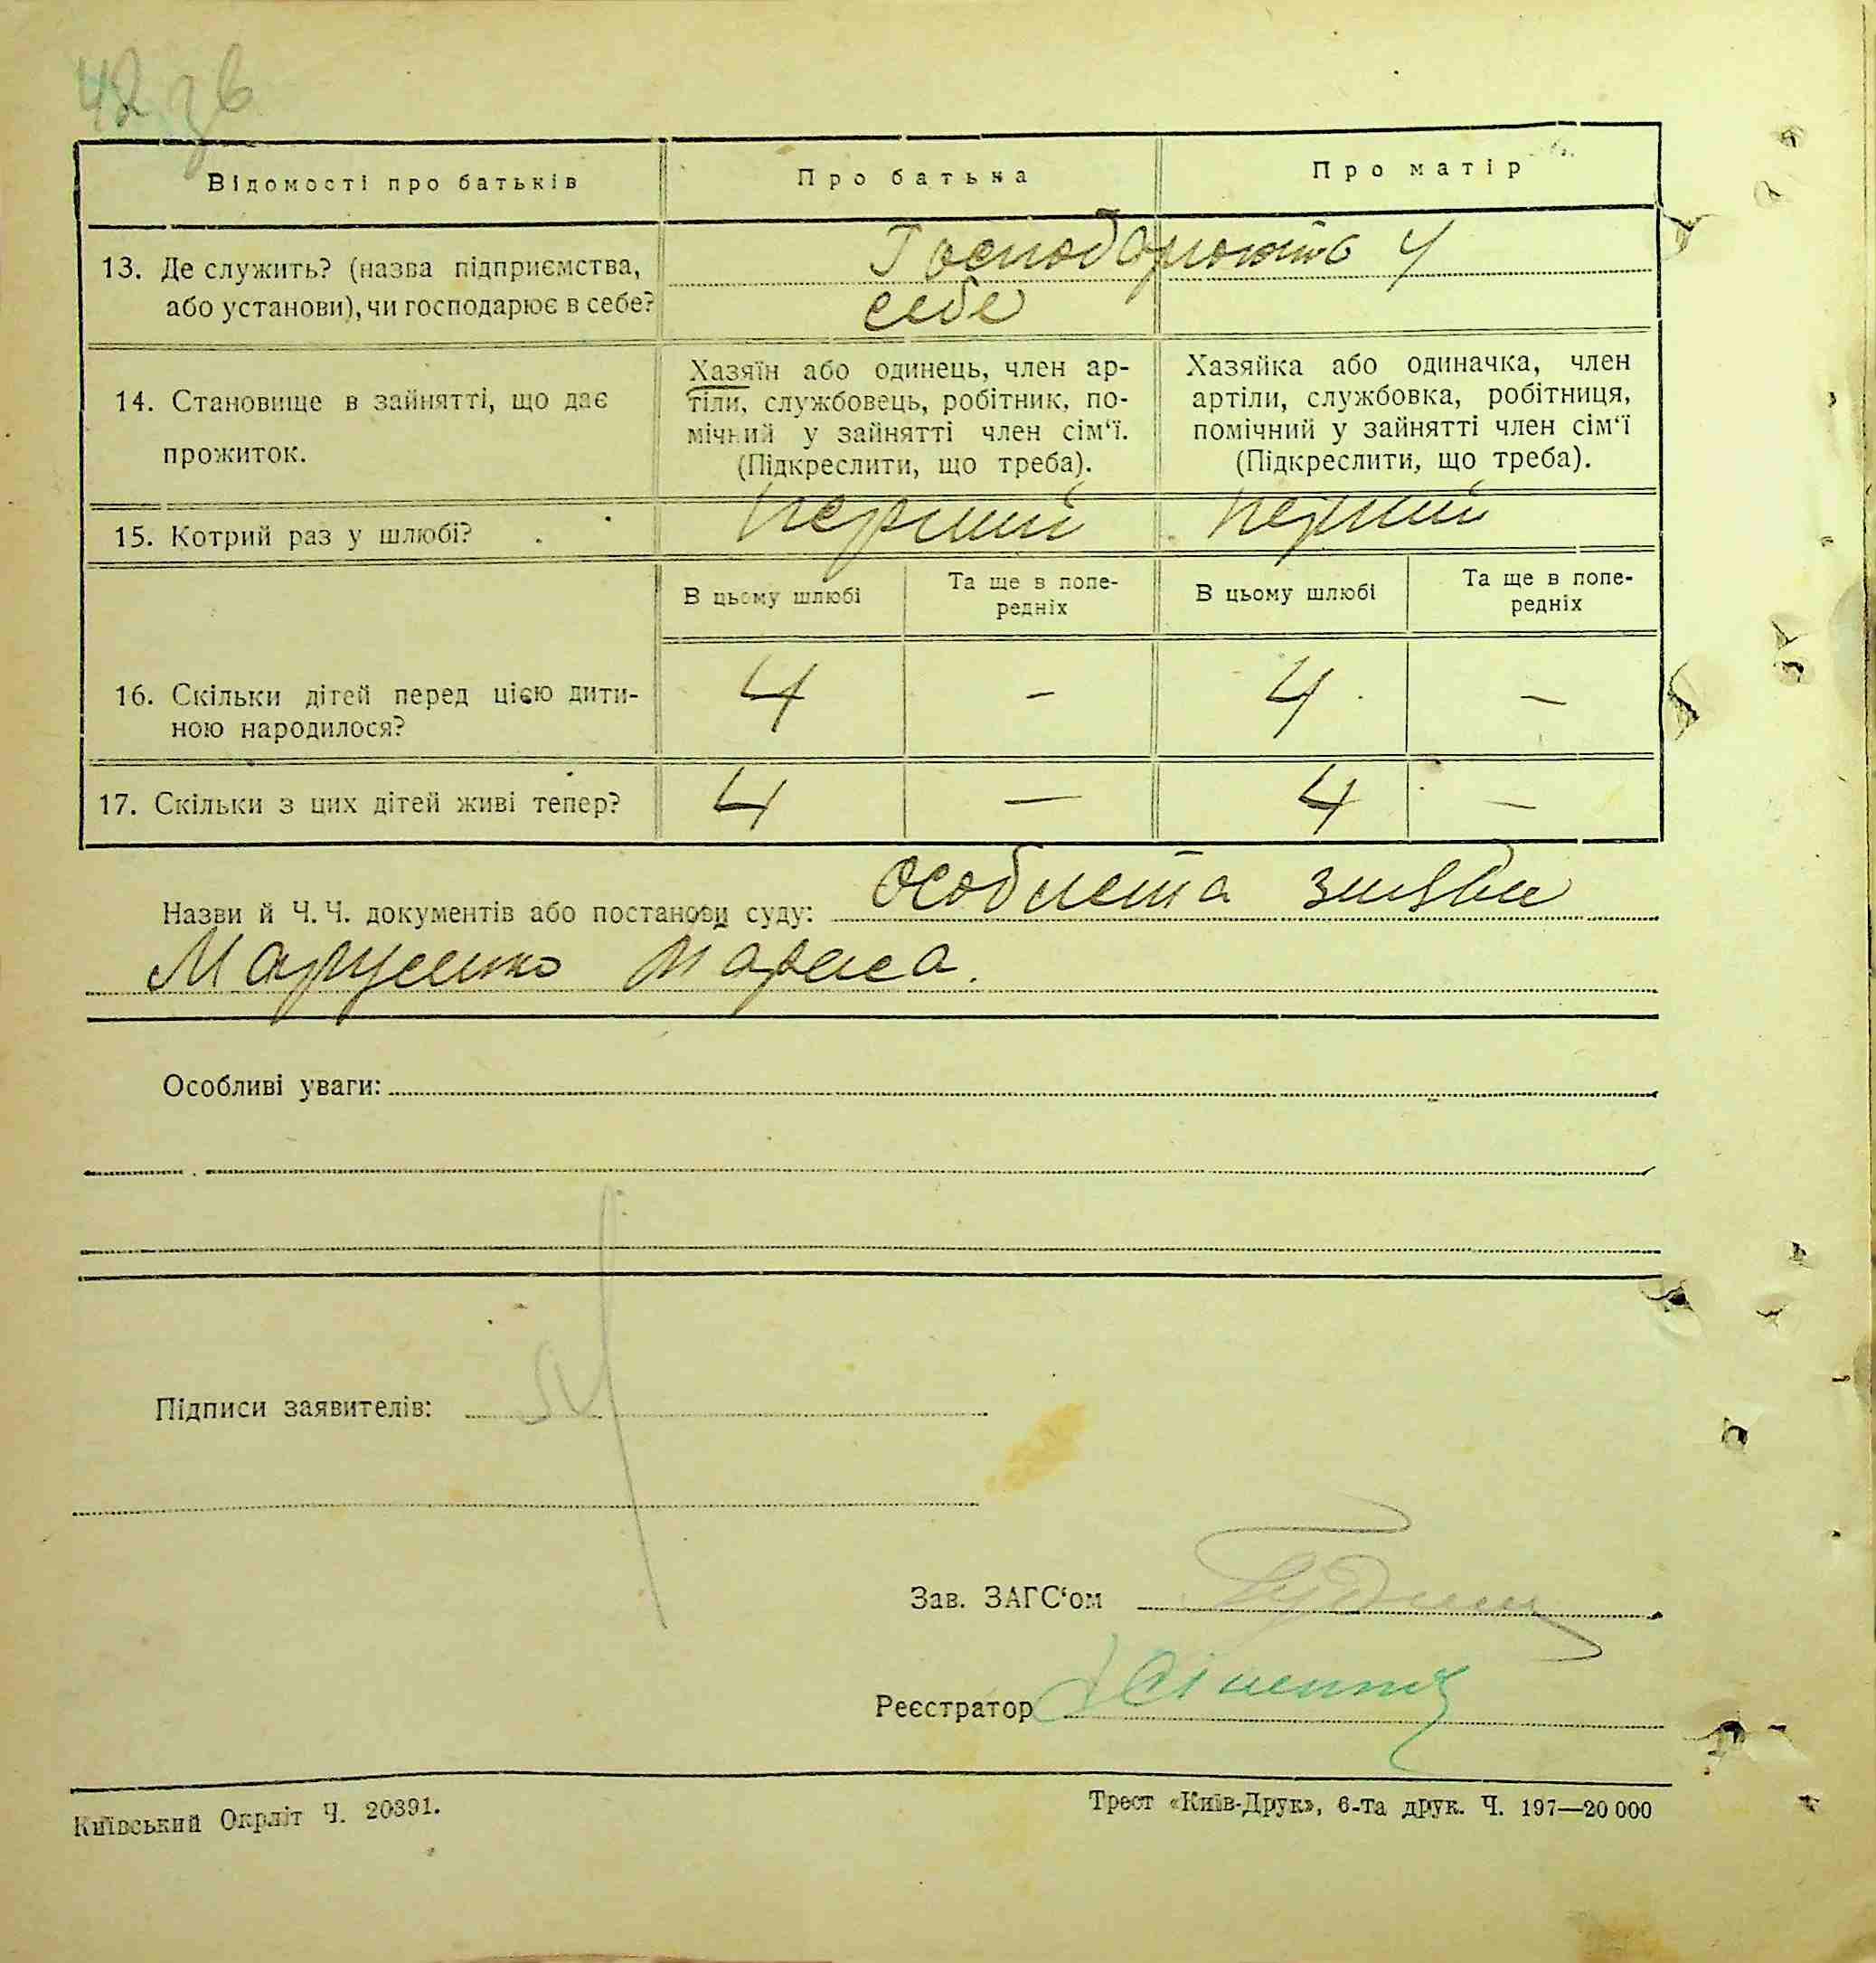 42 зв
Відомості про батьків
Про батька
Про матір
13. Де служить? (назва підприємства,
або установи), чи господарює в себе?
Господарюють у
себе
14. Становище в зайнятті, що дає
прожиток.
Хазяїн або одинець, член ар-
тіли, службовець, робітник, по-
мічний у зайнятті член сім‘ї.
(Підкреслити, що треба).
Хазяйка або одиначка, член
артіли, службовка, робітниця,
помічний у зайнятті член сім‘ї
(Підкреслити, що треба).
15. Котрий раз у шлюбі?
перший
перший
В цьому шлюбі
Та ще в попе-
редніх
В цьому шлюбі
Та ще в попе-
редніх
16. Скільки дітей перед цією дити-
ною народилося?
4 — 4 —
17. Скільки з цих дітей живі тепер?
4 — 4 —
Назви й Ч.Ч. документів або постанови суду: Особиста
Особливі уваги:
Підписи заявителів:
Зав. ЗАГС‘ом
Реєстратор
Київський Окрліт Ч. 20391.
Трест «Київ-Друк», 6-та друк. Ч. 197—20 000